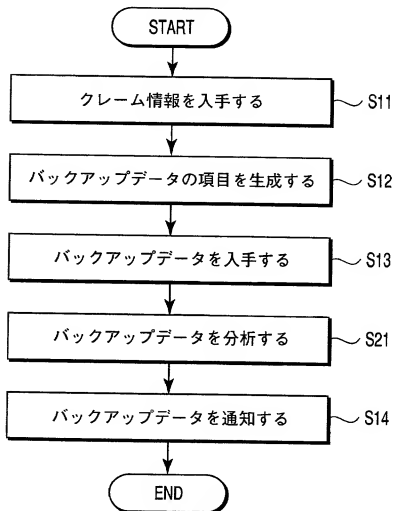 START
クレーム情報を入手する
S11
バックアップデータの項目を生成する
S12
バックアップデータを入手する
S13
バックアップデータを分析する
S21
バックアップデータを通知する
S14
END